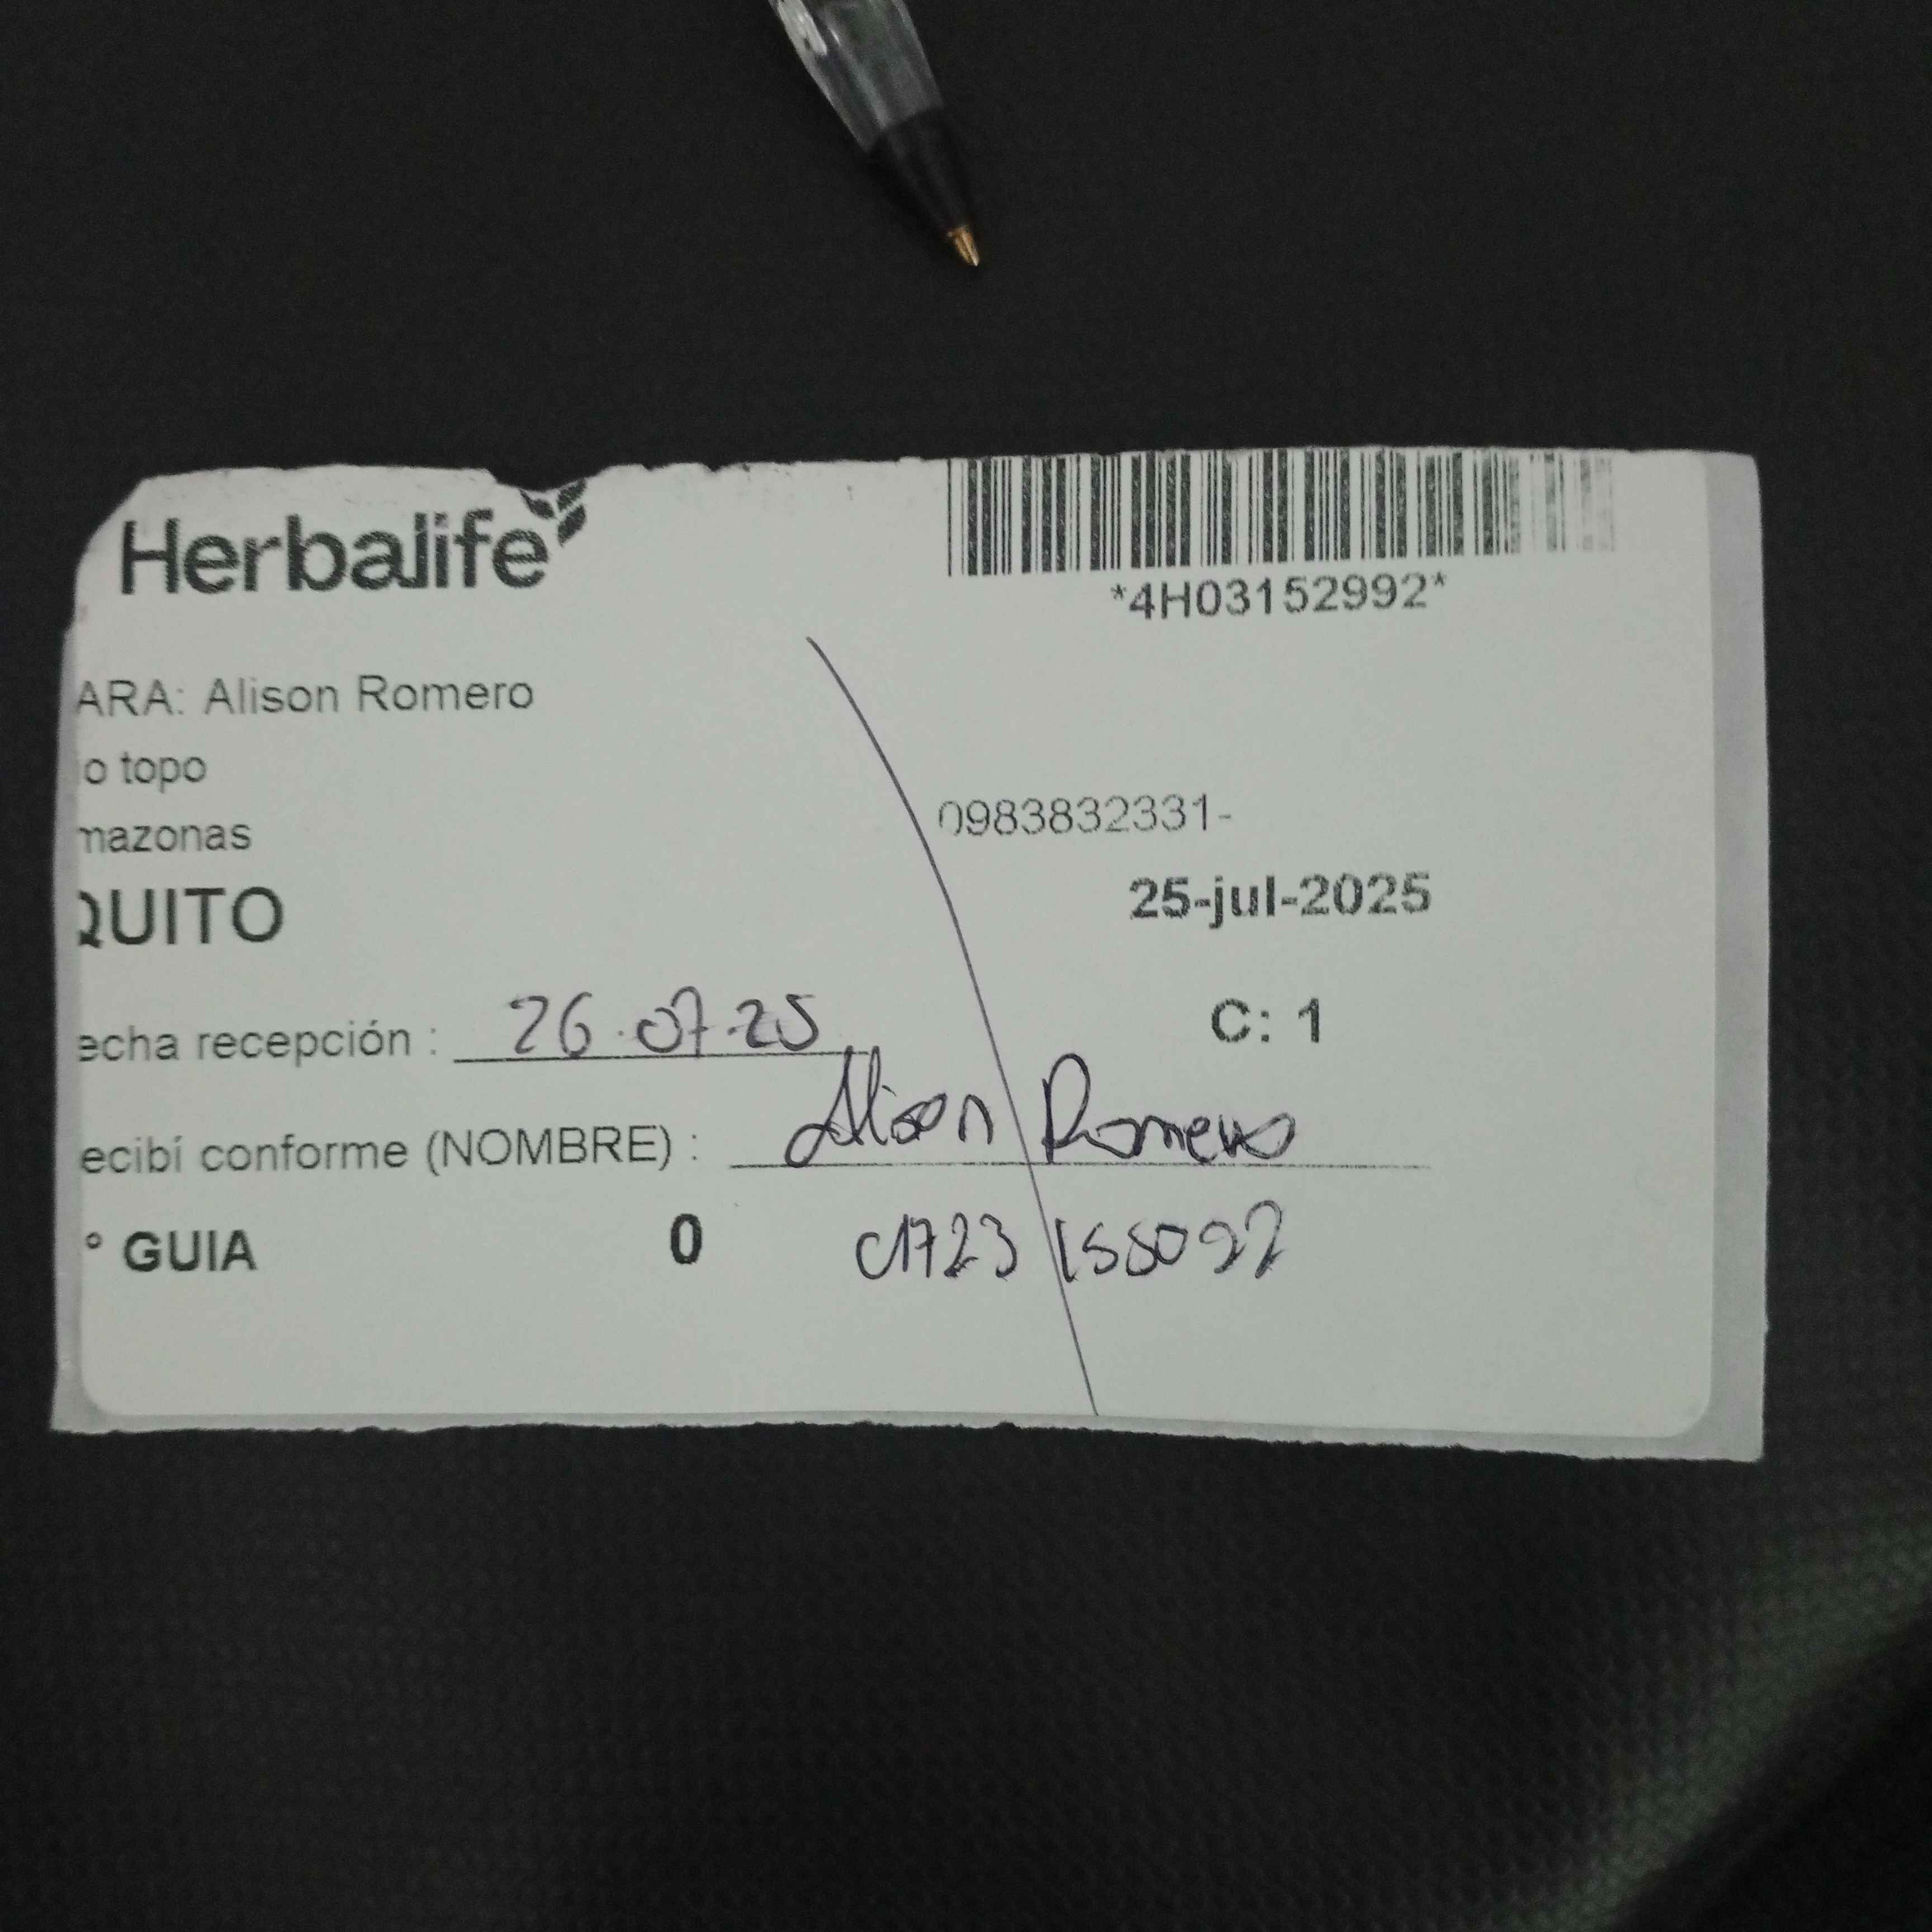 Herbalife
*4H03152992*
ARA: Alison Romero
o topo
mazonas
0983832331-
QUITO
25-jul-2025
echa recepción : 26.07.25
C: 1
ecibí conforme (NOMBRE) : Alison Romero
° GUIA 0 1723155092